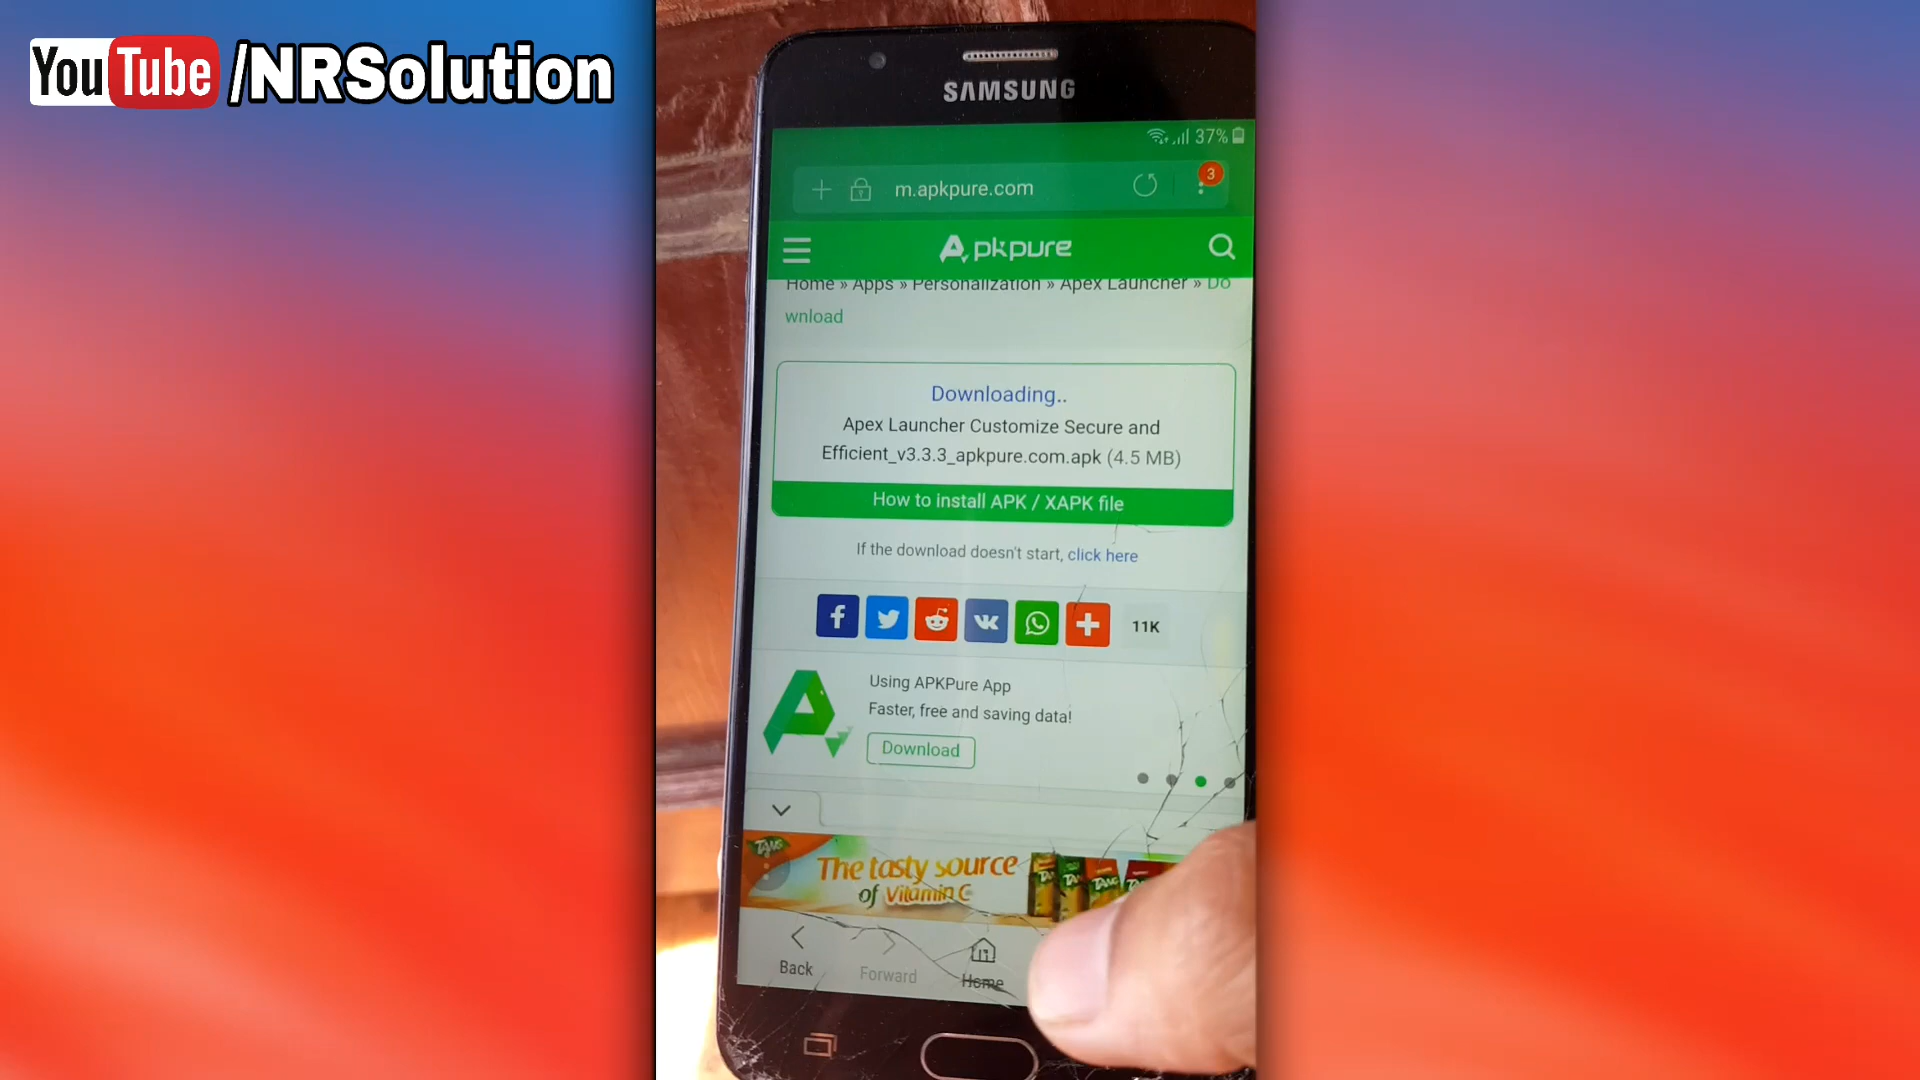 YouTube /NRSolution
SAMSUNG
37%
3
m.apkpure.com
Apkpure
Home » Apps » Personalization » Apex Launcher » Do
wnload
Downloading..
Apex Launcher Customize Secure and
Efficient_v3.3.3_apkpure.com.apk (4.5 MB)
How to install APK / XAPK file
If the download doesn't start, click here
11K
Using APKPure App
Faster, free and saving data!
Download
TANG
The tasty source
of Vitamin C
TANG TANG
Back Forward Home